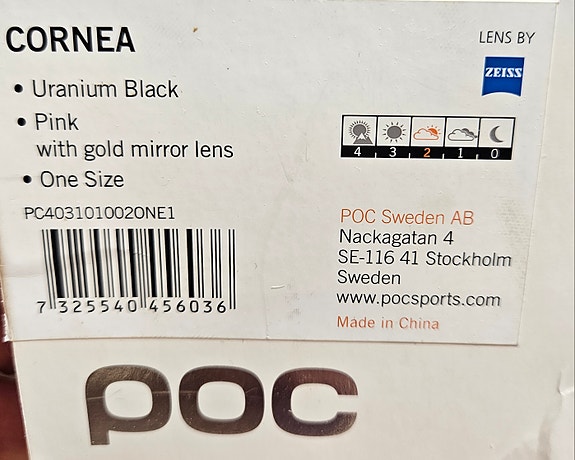 CORNEA
LENS BY
ZEISS
• Uranium Black
• Pink
with gold mirror lens
• One Size
4 3 2 1 0
PC403101002ONE1
7 325540 456036
POC Sweden AB
Nackagatan 4
SE-116 41 Stockholm
Sweden
www.pocsports.com
Made in China
POC